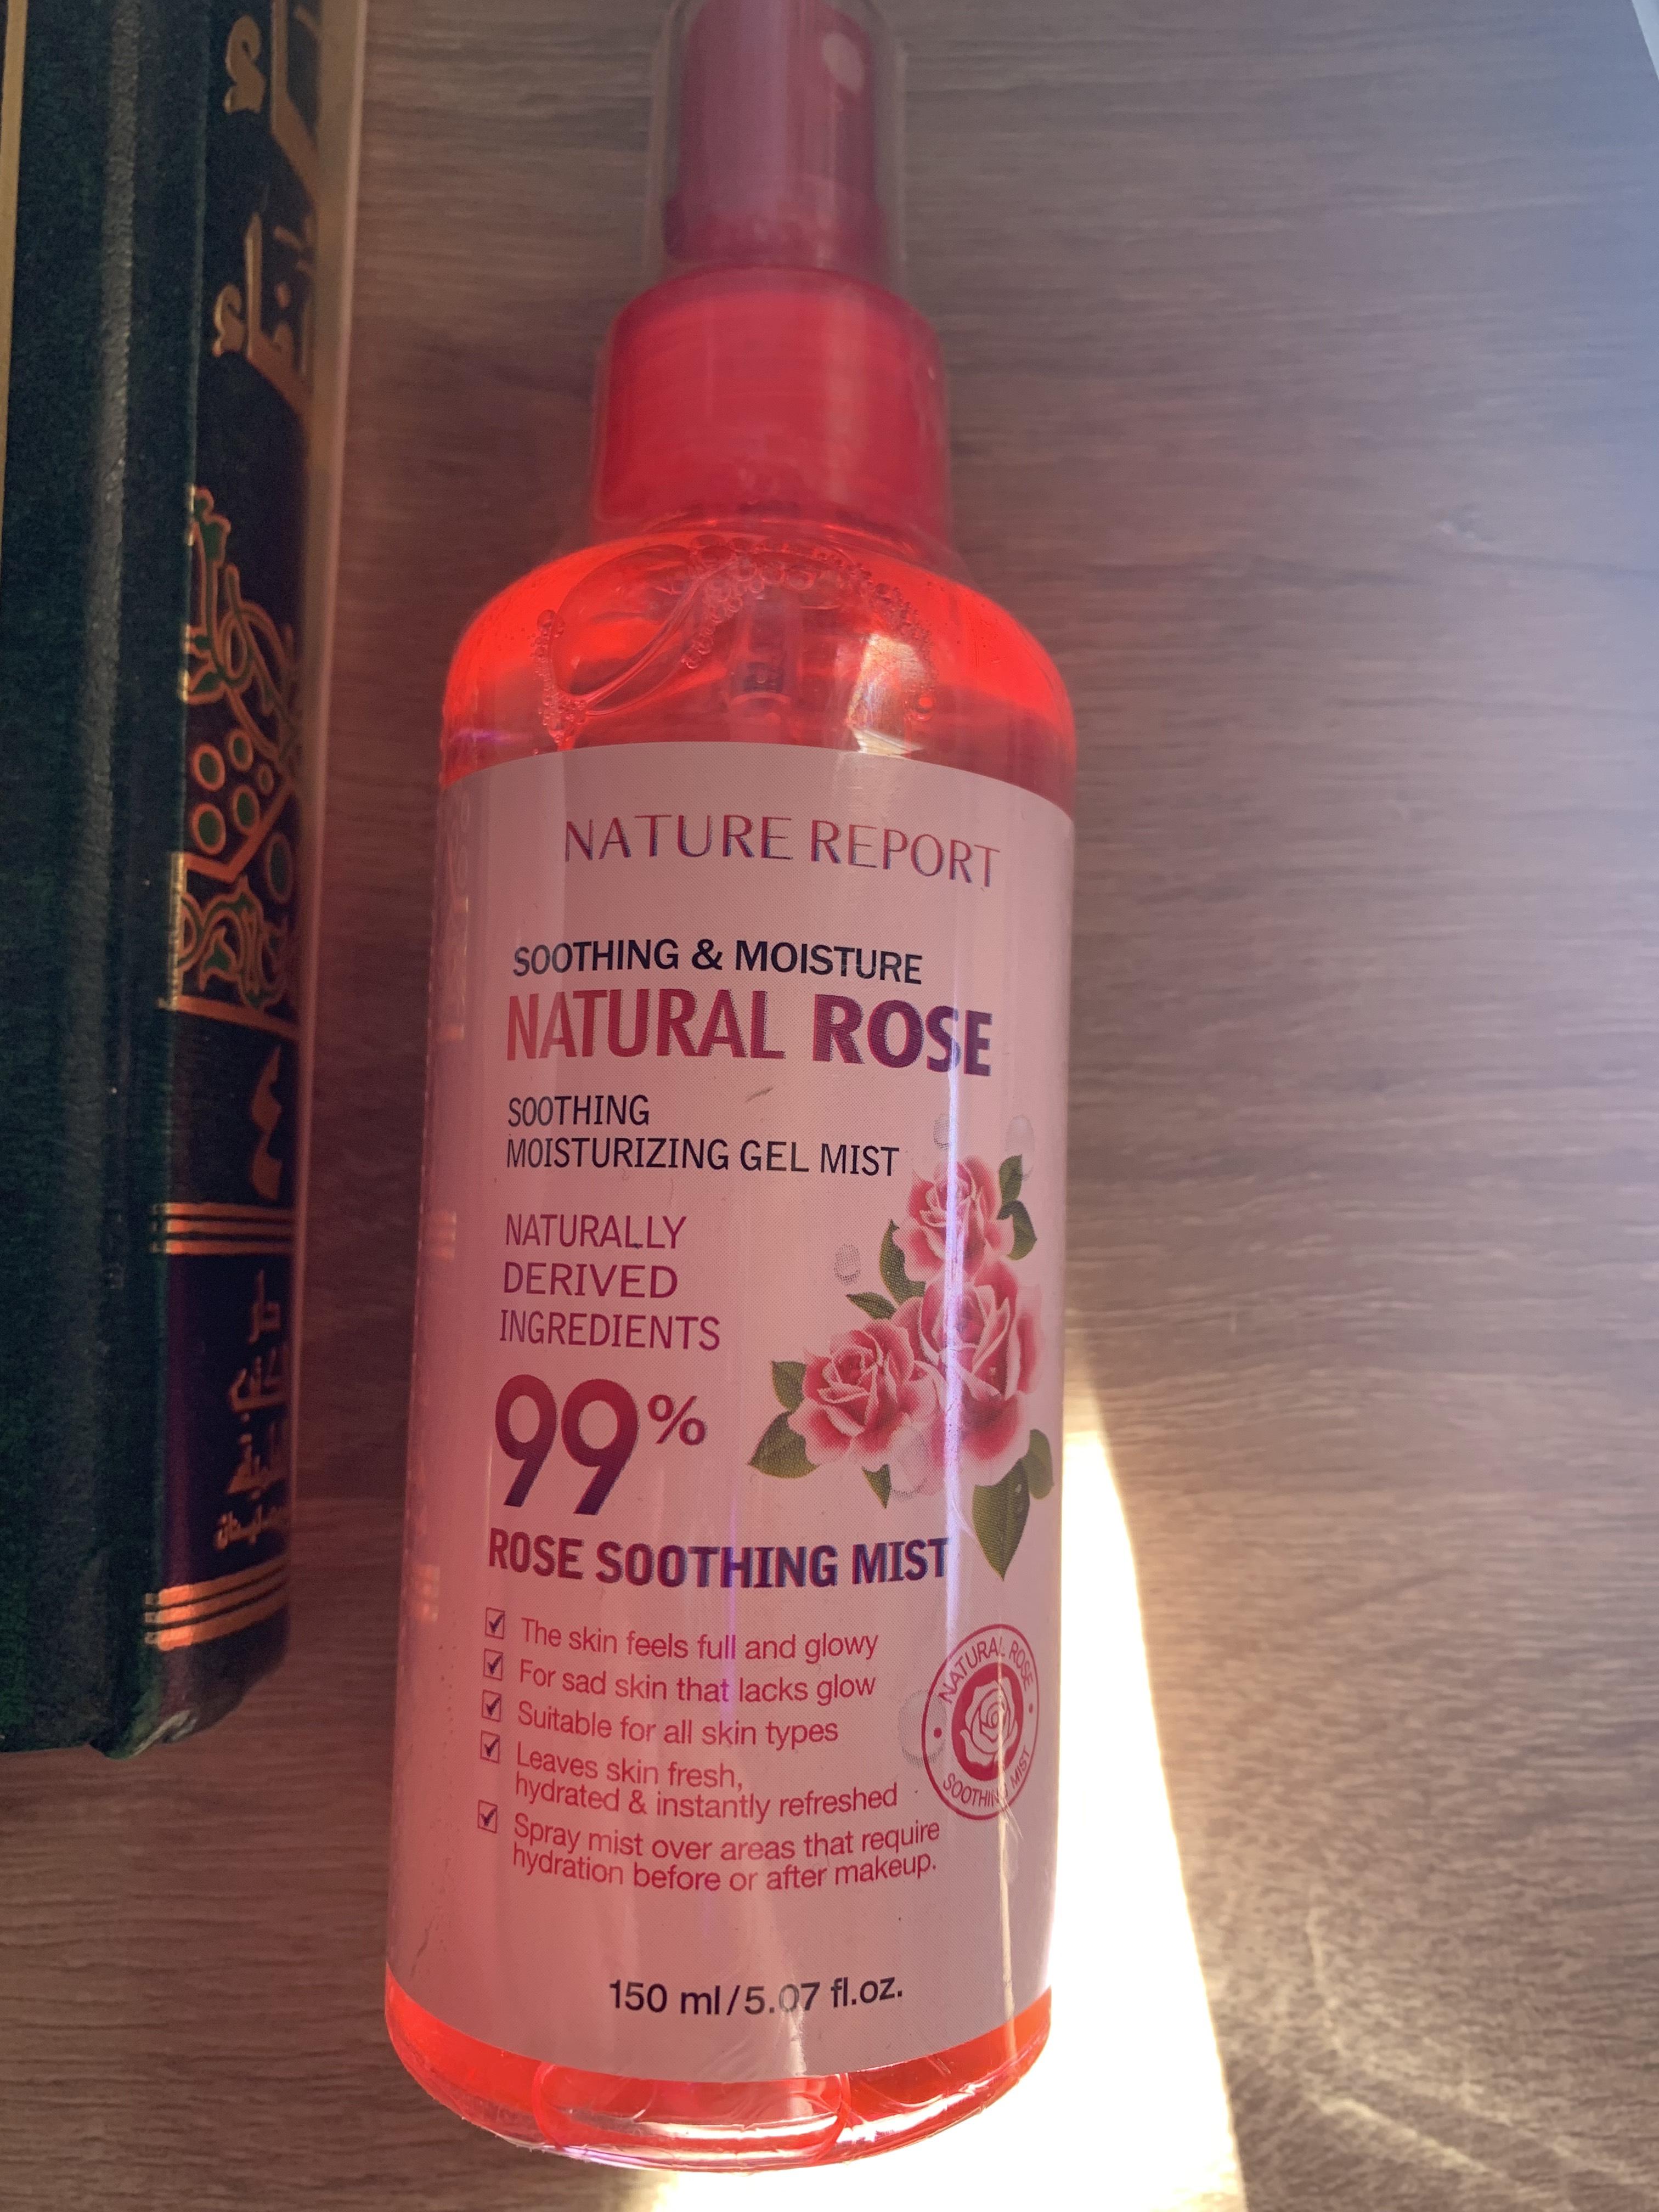 NATURE REPORT
SOOTHING & MOISTURE
NATURAL ROSE
SOOTHING
MOISTURIZING GEL MIST
NATURALLY
DERIVED
INGREDIENTS
99%
ROSE SOOTHING MIST
The skin feels full and glowy
For sad skin that lacks glow
Suitable for all skin types
Leaves skin fresh,
hydrated & instantly refreshed
Spray mist over areas that require
hydration before or after makeup.
NATURAL ROSE
SOOTHING MIST
150 ml/5.07 fl.oz.